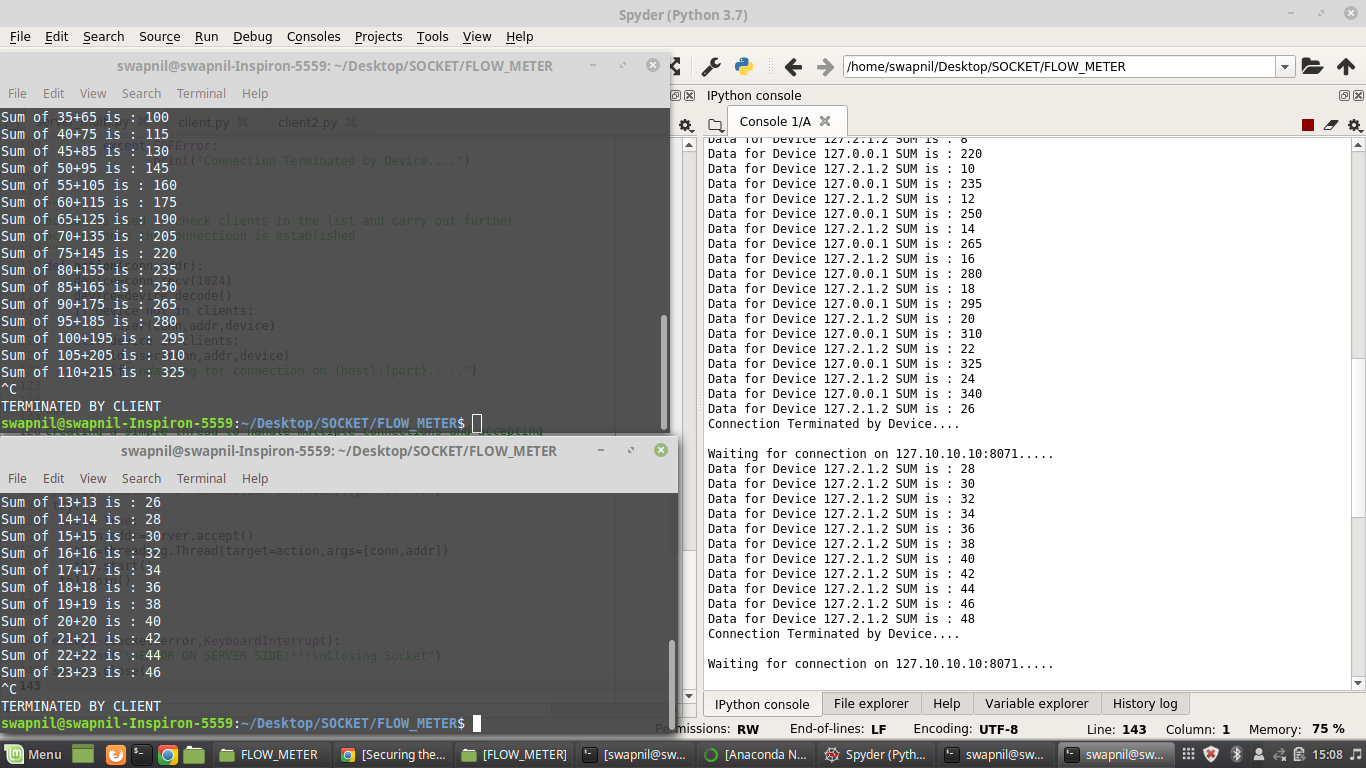 Spyder (Python 3.7)
File Edit Search Source Run Debug Consoles Projects Tools View Help
swapnil@swapnil-Inspiron-5559: ~/Desktop/SOCKET/FLOW_METER
File Edit View Search Terminal Help
Sum of 35+65 is : 100
Sum of 40+75 is : 115
Sum of 45+85 is : 130
Sum of 50+95 is : 145
Sum of 55+105 is : 160
Sum of 60+115 is : 175
Sum of 65+125 is : 190
Sum of 70+135 is : 205
Sum of 75+145 is : 220
Sum of 80+155 is : 235
Sum of 85+165 is : 250
Sum of 90+175 is : 265
Sum of 95+185 is : 280
Sum of 100+195 is : 295
Sum of 105+205 is : 310
Sum of 110+215 is : 325
^C
TERMINATED BY CLIENT
swapnil@swapnil-Inspiron-5559:~/Desktop/SOCKET/FLOW_METER$
client.py
client2.py
print("Connection Terminated by Device....")
check clients in the list and carry out further
swapnil@swapnil-Inspiron-5559: ~/Desktop/SOCKET/FLOW_METER
File Edit View Search Terminal Help
Sum of 13+13 is : 26
Sum of 14+14 is : 28
Sum of 15+15 is : 30
Sum of 16+16 is : 32
Sum of 17+17 is : 34
Sum of 18+18 is : 36
Sum of 19+19 is : 38
Sum of 20+20 is : 40
Sum of 21+21 is : 42
Sum of 22+22 is : 44
Sum of 23+23 is : 46
^C
TERMINATED BY CLIENT
swapnil@swapnil-Inspiron-5559:~/Desktop/SOCKET/FLOW_METER$
143
/home/swapnil/Desktop/SOCKET/FLOW_METER
IPython console
Console 1/A
Data for Device 127.2.1.2 SUM is : 8
Data for Device 127.0.0.1 SUM is : 220
Data for Device 127.2.1.2 SUM is : 10
Data for Device 127.0.0.1 SUM is : 235
Data for Device 127.2.1.2 SUM is : 12
Data for Device 127.0.0.1 SUM is : 250
Data for Device 127.2.1.2 SUM is : 14
Data for Device 127.0.0.1 SUM is : 265
Data for Device 127.2.1.2 SUM is : 16
Data for Device 127.0.0.1 SUM is : 280
Data for Device 127.2.1.2 SUM is : 18
Data for Device 127.0.0.1 SUM is : 295
Data for Device 127.2.1.2 SUM is : 20
Data for Device 127.0.0.1 SUM is : 310
Data for Device 127.2.1.2 SUM is : 22
Data for Device 127.0.0.1 SUM is : 325
Data for Device 127.2.1.2 SUM is : 24
Data for Device 127.0.0.1 SUM is : 340
Data for Device 127.2.1.2 SUM is : 26
Connection Terminated by Device....
Waiting for connection on 127.10.10.10:8071.....
Data for Device 127.2.1.2 SUM is : 28
Data for Device 127.2.1.2 SUM is : 30
Data for Device 127.2.1.2 SUM is : 32
Data for Device 127.2.1.2 SUM is : 34
Data for Device 127.2.1.2 SUM is : 36
Data for Device 127.2.1.2 SUM is : 38
Data for Device 127.2.1.2 SUM is : 40
Data for Device 127.2.1.2 SUM is : 42
Data for Device 127.2.1.2 SUM is : 44
Data for Device 127.2.1.2 SUM is : 46
Data for Device 127.2.1.2 SUM is : 48
Connection Terminated by Device....
Waiting for connection on 127.10.10.10:8071.....
IPython console File explorer Help Variable explorer History log
Permissions: RW End-of-lines: LF Encoding: UTF-8 Line: 143 Column: 1 Memory: 75 %
Menu FLOW_METER [Securing the... [FLOW_METER] [swapnil@sw... [Anaconda N... Spyder (Pyth... swapnil@sw... swapnil@sw... 15:08